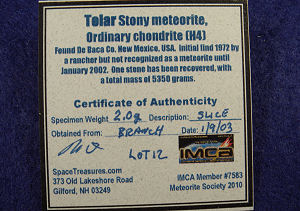 Tolar Stony meteorite,
Ordinary chondrite (H4)
Found De Baca Co. New Mexico, USA. Initial find 1972 by
a rancher but not recognized as a meteorite until
January 2002. One stone has been recovered, with
a total mass of 5350 grams.
Certificate of Authenticity
Specimen Weight: 2.0g Description: SLICE
Obtained From: BRANCH Date: 1/9/03
LOT 12
IMCA
SpaceTreasures.com
373 Old Lakeshore Road
Gilford, NH 03249
IMCA Member #7583
Meteorite Society 2010